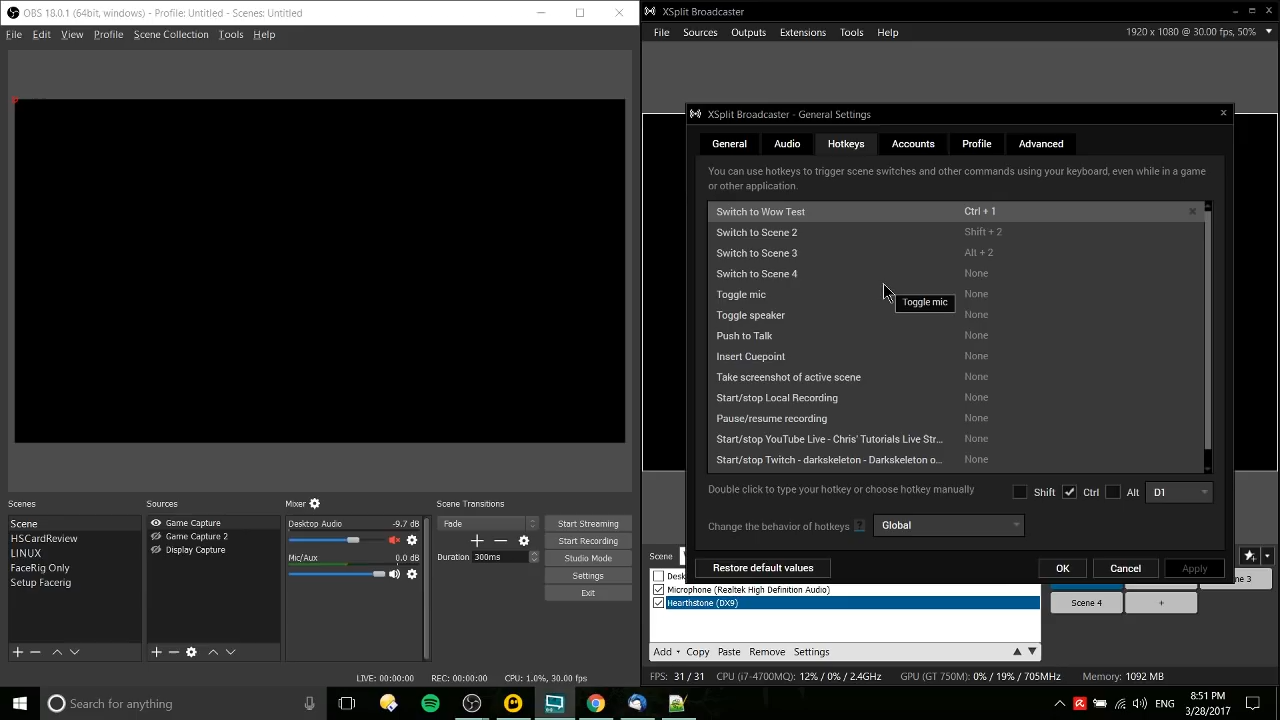 OBS 18.0.1 (64bit, windows) - Profile: Untitled - Scenes: Untitled
File Edit View Profile Scene Collection Tools Help
Scenes
Scene
HSCardReview
LINUX
FaceRig Only
Setup Facerig
Sources
Game Capture
Game Capture 2
Display Capture
Mixer
Desktop Audio -9.7 dB
Mic/Aux 0.0 dB
Scene Transitions
Fade
Duration 300ms
Start Streaming
Start Recording
Studio Mode
Settings
Exit
LIVE: 00:00:00 REC: 00:00:00 CPU: 1.0%, 30.00 fps
XSplit Broadcaster
File Sources Outputs Extensions Tools Help
1920 x 1080 @ 30.00 fps, 50%
XSplit Broadcaster - General Settings
General Audio Hotkeys Accounts Profile Advanced
You can use hotkeys to trigger scene switches and other commands using your keyboard, even while in a game
or other application.
Switch to Wow Test Ctrl + 1
Switch to Scene 2 Shift + 2
Switch to Scene 3 Alt + 2
Switch to Scene 4 None
Toggle mic None
Toggle mic
Toggle speaker None
Push to Talk None
Insert Cuepoint None
Take screenshot of active scene None
Start/stop Local Recording None
Pause/resume recording None
Start/stop YouTube Live - Chris' Tutorials Live Str... None
Start/stop Twitch - darkskeleton - Darkskeleton o... None
Double click to type your hotkey or choose hotkey manually Shift Ctrl Alt D1
Change the behavior of hotkeys ? Global
Restore default values OK Cancel Apply
Scene
Microphone (Realtek High Definition Audio)
Hearthstone (DX9)
Scene 4 +
Add Copy Paste Remove Settings
FPS: 31 / 31 CPU (i7-4700MQ): 12% / 0% / 2.4GHz GPU (GT 750M): 0% / 19% / 705MHz Memory: 1092 MB
Search for anything
8:51 PM
3/28/2017